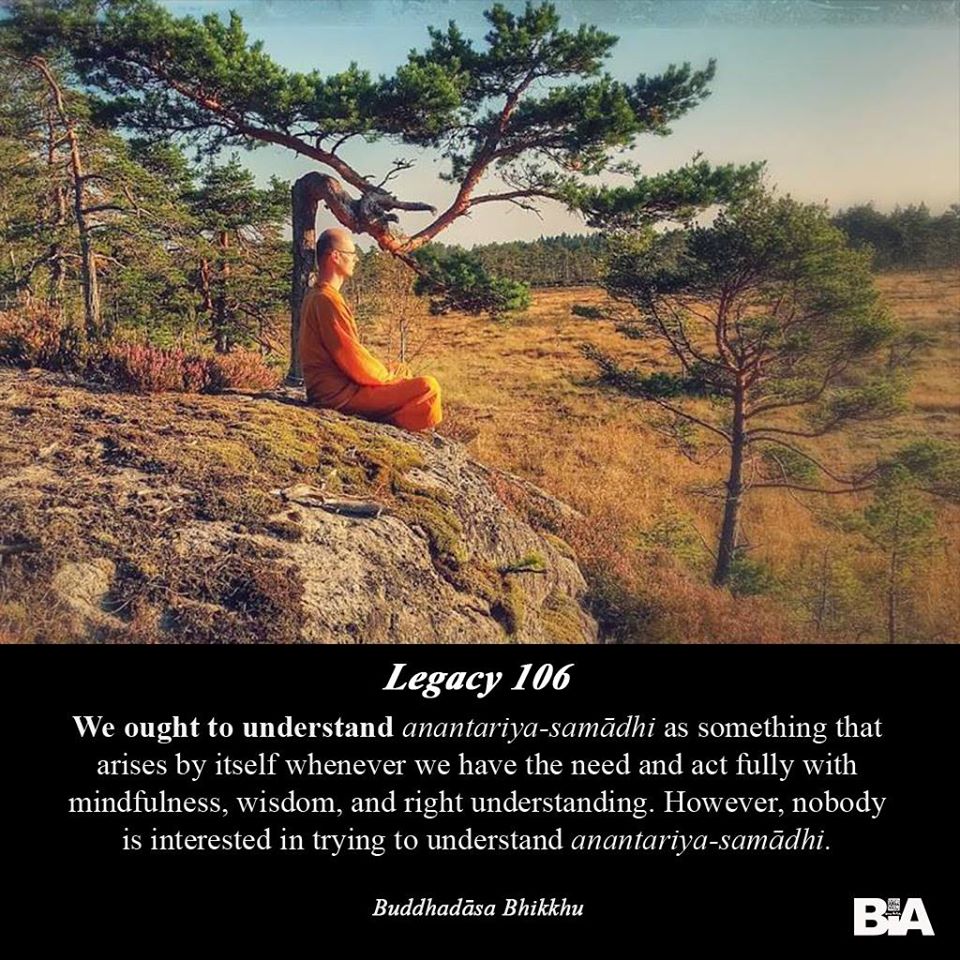 Legacy 106
We ought to understand anantariya-samādhi as something that
arises by itself whenever we have the need and act fully with
mindfulness, wisdom, and right understanding. However, nobody
is interested in trying to understand anantariya-samādhi.
Buddhadāsa Bhikkhu
BIA